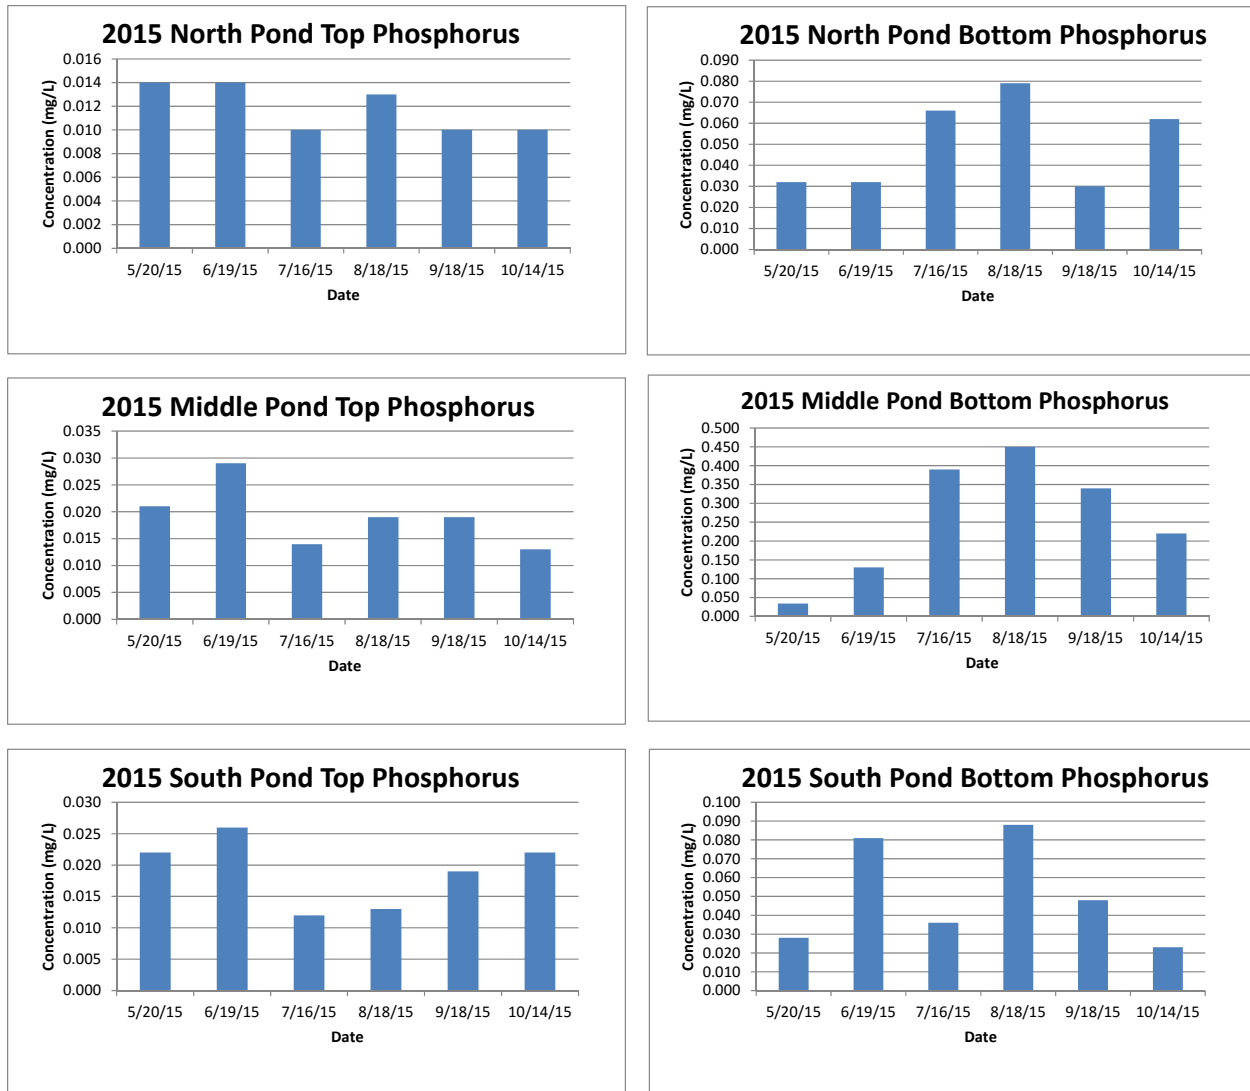 2015 North Pond Top Phosphorus
Concentration (mg/L)
0.016
0.014
0.012
0.010
0.008
0.006
0.004
0.002
0.000
5/20/15 6/19/15 7/16/15 8/18/15 9/18/15 10/14/15
Date
2015 North Pond Bottom Phosphorus
Concentration (mg/L)
0.090
0.080
0.070
0.060
0.050
0.040
0.030
0.020
0.010
0.000
5/20/15 6/19/15 7/16/15 8/18/15 9/18/15 10/14/15
Date
2015 Middle Pond Top Phosphorus
Concentration (mg/L)
0.035
0.030
0.025
0.020
0.015
0.010
0.005
0.000
5/20/15 6/19/15 7/16/15 8/18/15 9/18/15 10/14/15
Date
2015 Middle Pond Bottom Phosphorus
Concentration (mg/L)
0.500
0.450
0.400
0.350
0.300
0.250
0.200
0.150
0.100
0.050
0.000
5/20/15 6/19/15 7/16/15 8/18/15 9/18/15 10/14/15
Date
2015 South Pond Top Phosphorus
Concentration (mg/L)
0.030
0.025
0.020
0.015
0.010
0.005
0.000
5/20/15 6/19/15 7/16/15 8/18/15 9/18/15 10/14/15
Date
2015 South Pond Bottom Phosphorus
Concentration (mg/L)
0.100
0.090
0.080
0.070
0.060
0.050
0.040
0.030
0.020
0.010
0.000
5/20/15 6/19/15 7/16/15 8/18/15 9/18/15 10/14/15
Date